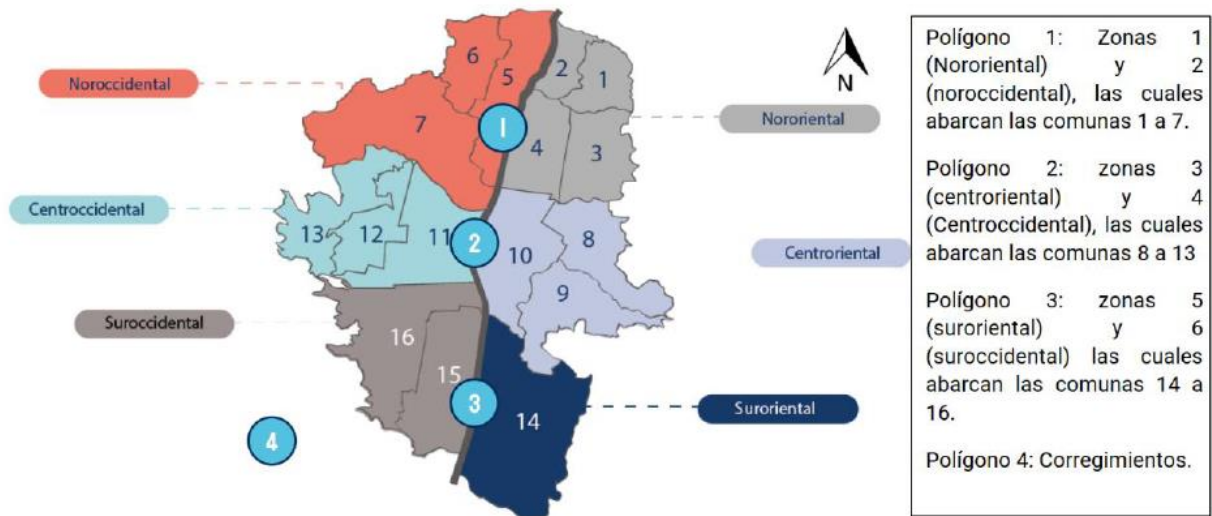 6
5
2
1
N
Noroccidental
7
1
4
3
Nororiental
Centroccidental
13
12
11
2
10
8
9
Centroriental
Suroccidental
16
15
3
14
Suroriental
4
Polígono 1: Zonas 1
(Nororiental) y 2
(noroccidental), las cuales
abarcan las comunas 1 a 7.
Polígono 2: zonas 3
(centroriental) y 4
(Centroccidental), las cuales
abarcan las comunas 8 a 13
Polígono 3: zonas 5
(suroriental) y 6
(suroccidental) las cuales
abarcan las comunas 14 a
16.
Polígono 4: Corregimientos.